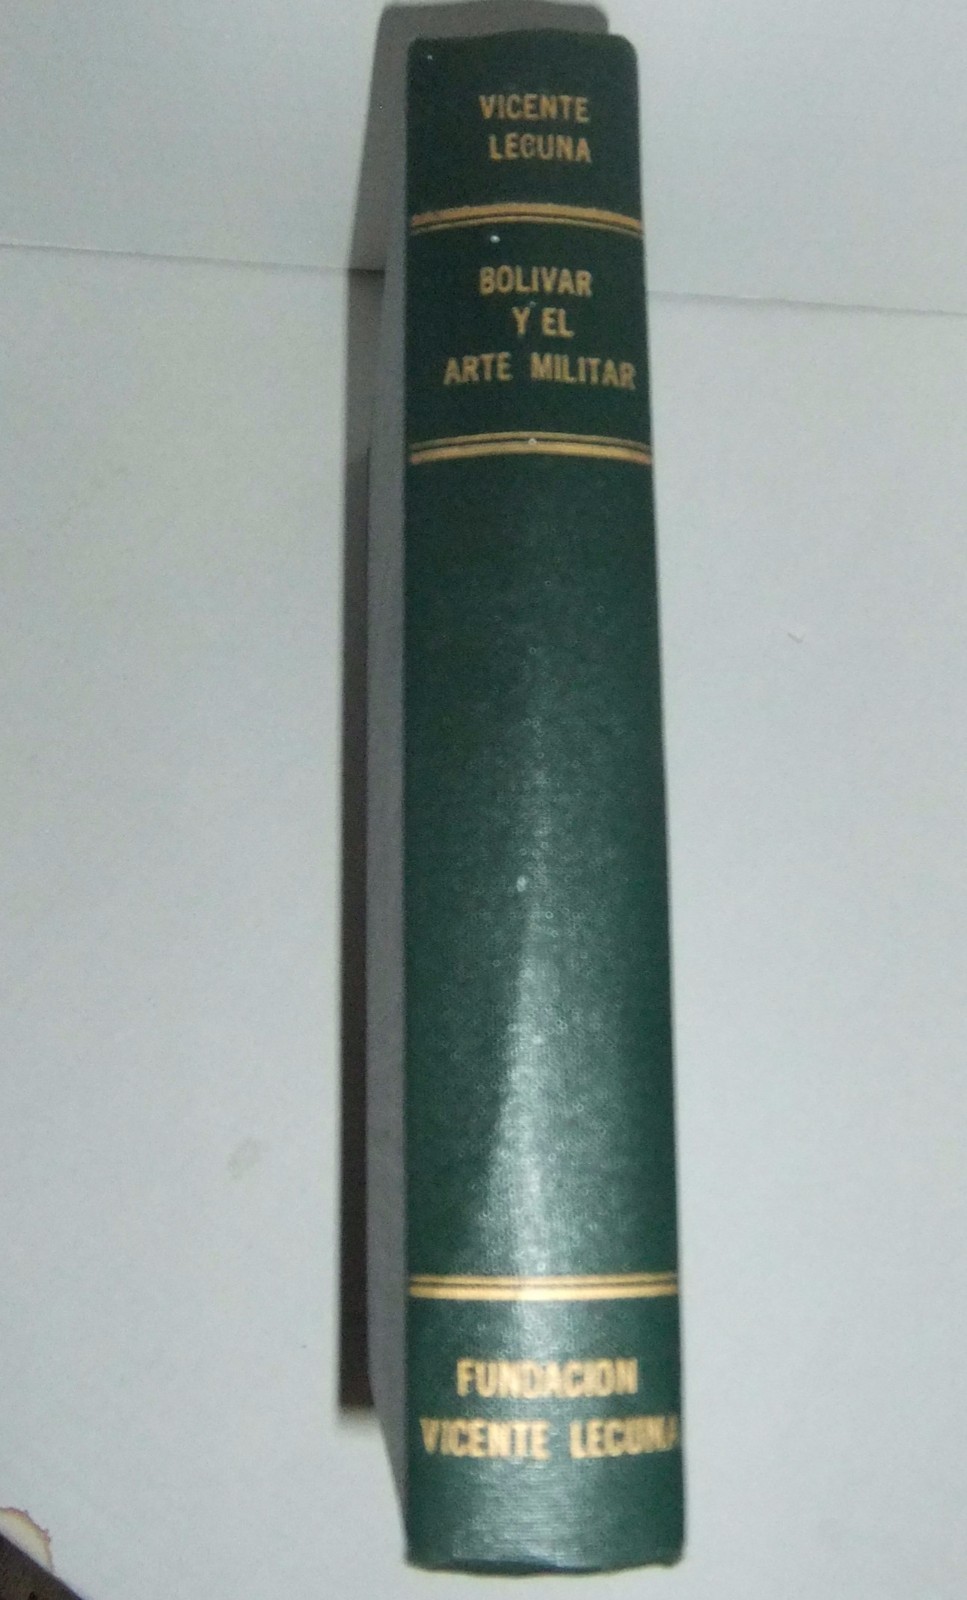 VICENTE
LECUNA
BOLIVAR
Y EL
ARTE MILITAR
FUNDACION
VICENTE LECUNA